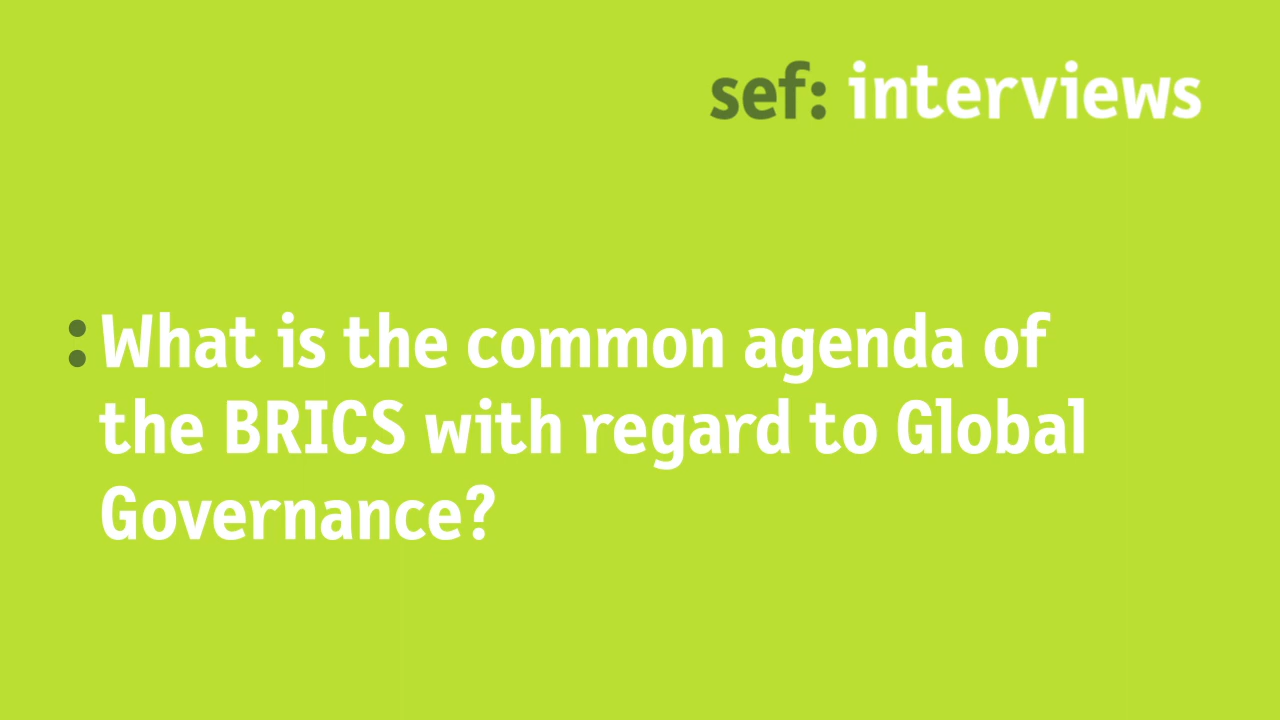 sef: interviews
:What is the common agenda of
the BRICS with regard to Global
Governance?